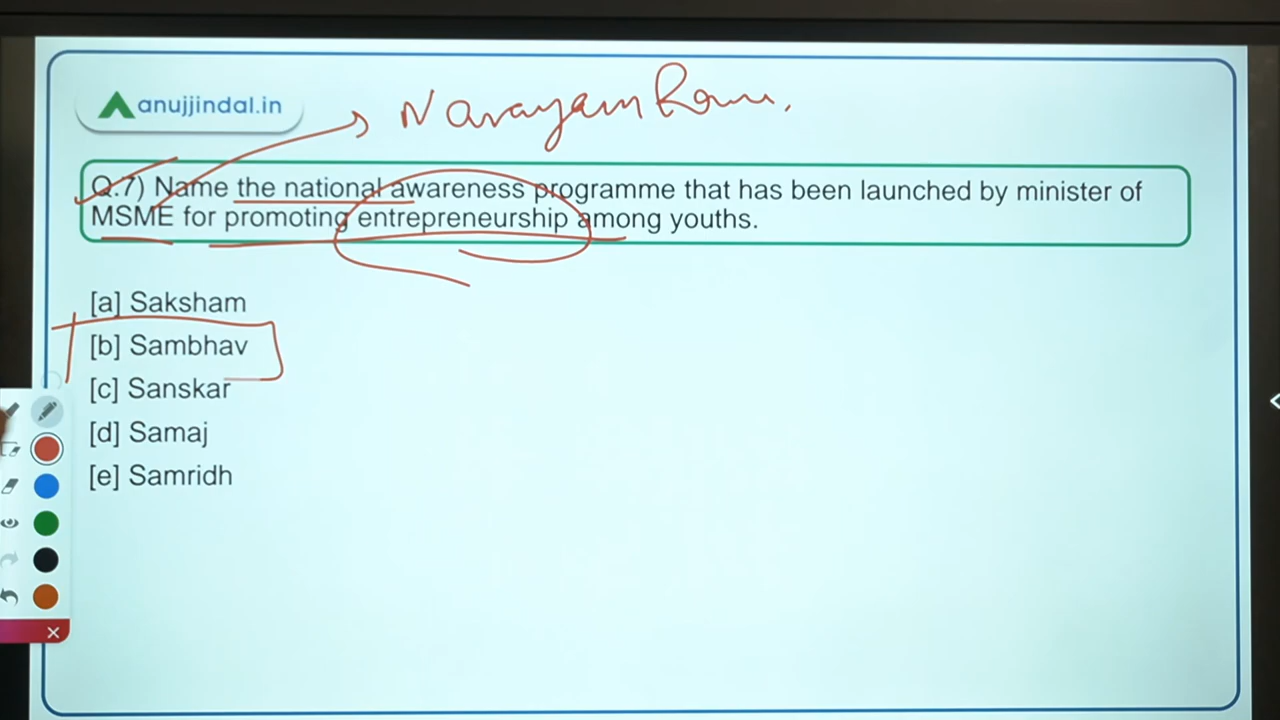 anujjindal.in
Narayam Rane.
Q.7) Name the national awareness programme that has been launched by minister of
MSME for promoting entrepreneurship among youths.
[a] Saksham
[b] Sambhav
[c] Sanskar
[d] Samaj
[e] Samridh